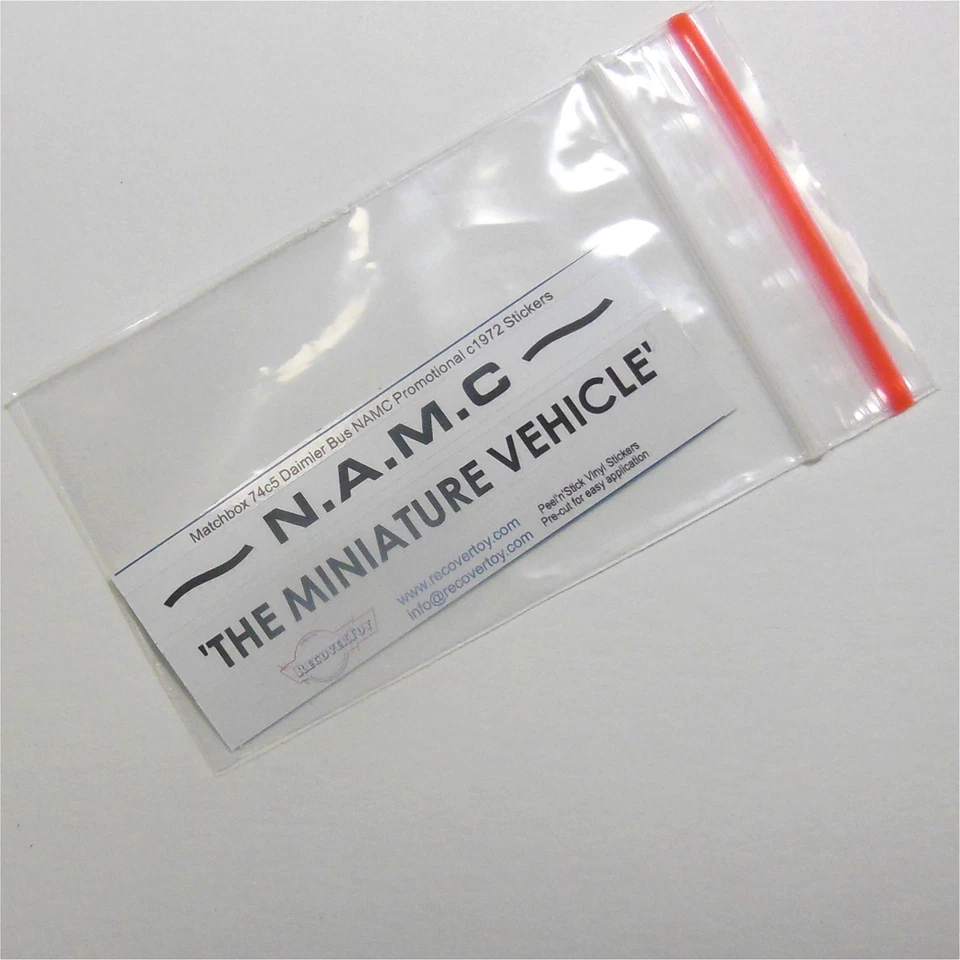 Matchbox 74c5 Daimler Bus NAMC Promotional c1972 Stickers
N.A.M.C
'THE MINIATURE VEHICLE'
RECOVERTOY
www.recovertoy.com
info@recovertoy.com
Peel'n'Stick Vinyl Stickers
Pre-cut for easy application